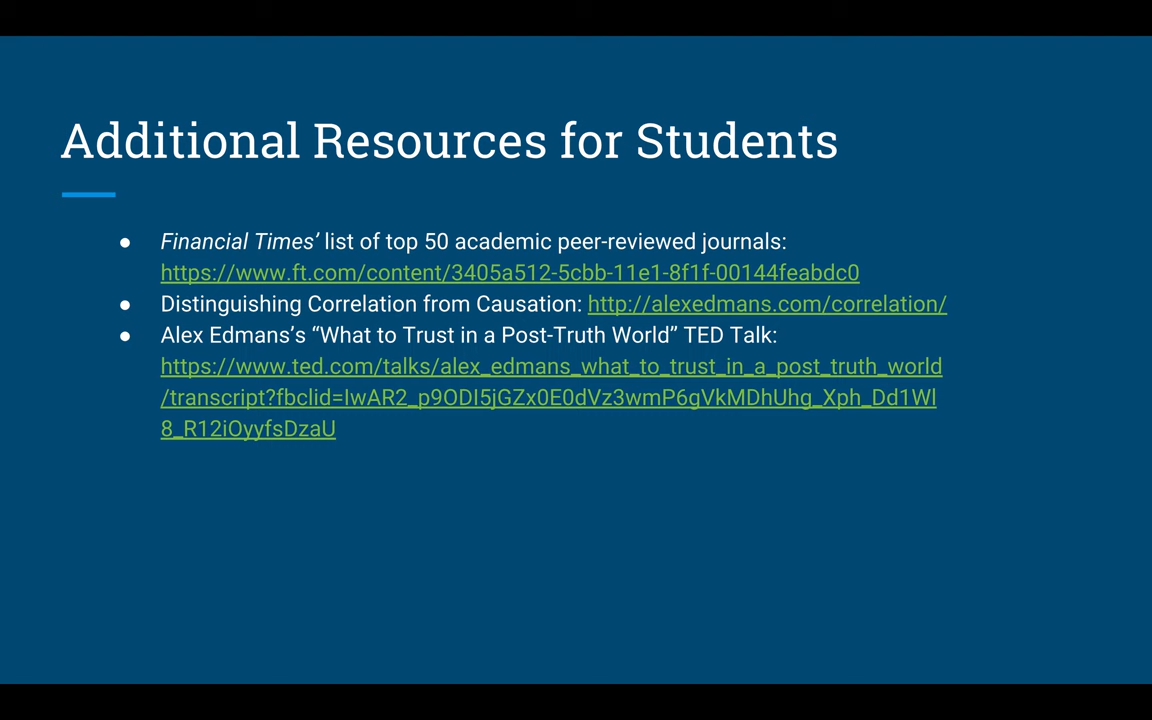 Additional Resources for Students
● Financial Times’ list of top 50 academic peer-reviewed journals:
https://www.ft.com/content/3405a512-5cbb-11e1-8f1f-00144feabdc0
● Distinguishing Correlation from Causation: http://alexedmans.com/correlation/
● Alex Edmans’s “What to Trust in a Post-Truth World” TED Talk:
https://www.ted.com/talks/alex_edmans_what_to_trust_in_a_post_truth_world
/transcript?fbclid=IwAR2_p9ODI5jGZx0E0dVz3wmP6gVkMDhUhg_Xph_Dd1Wl
8_R12iOyyfsDzaU